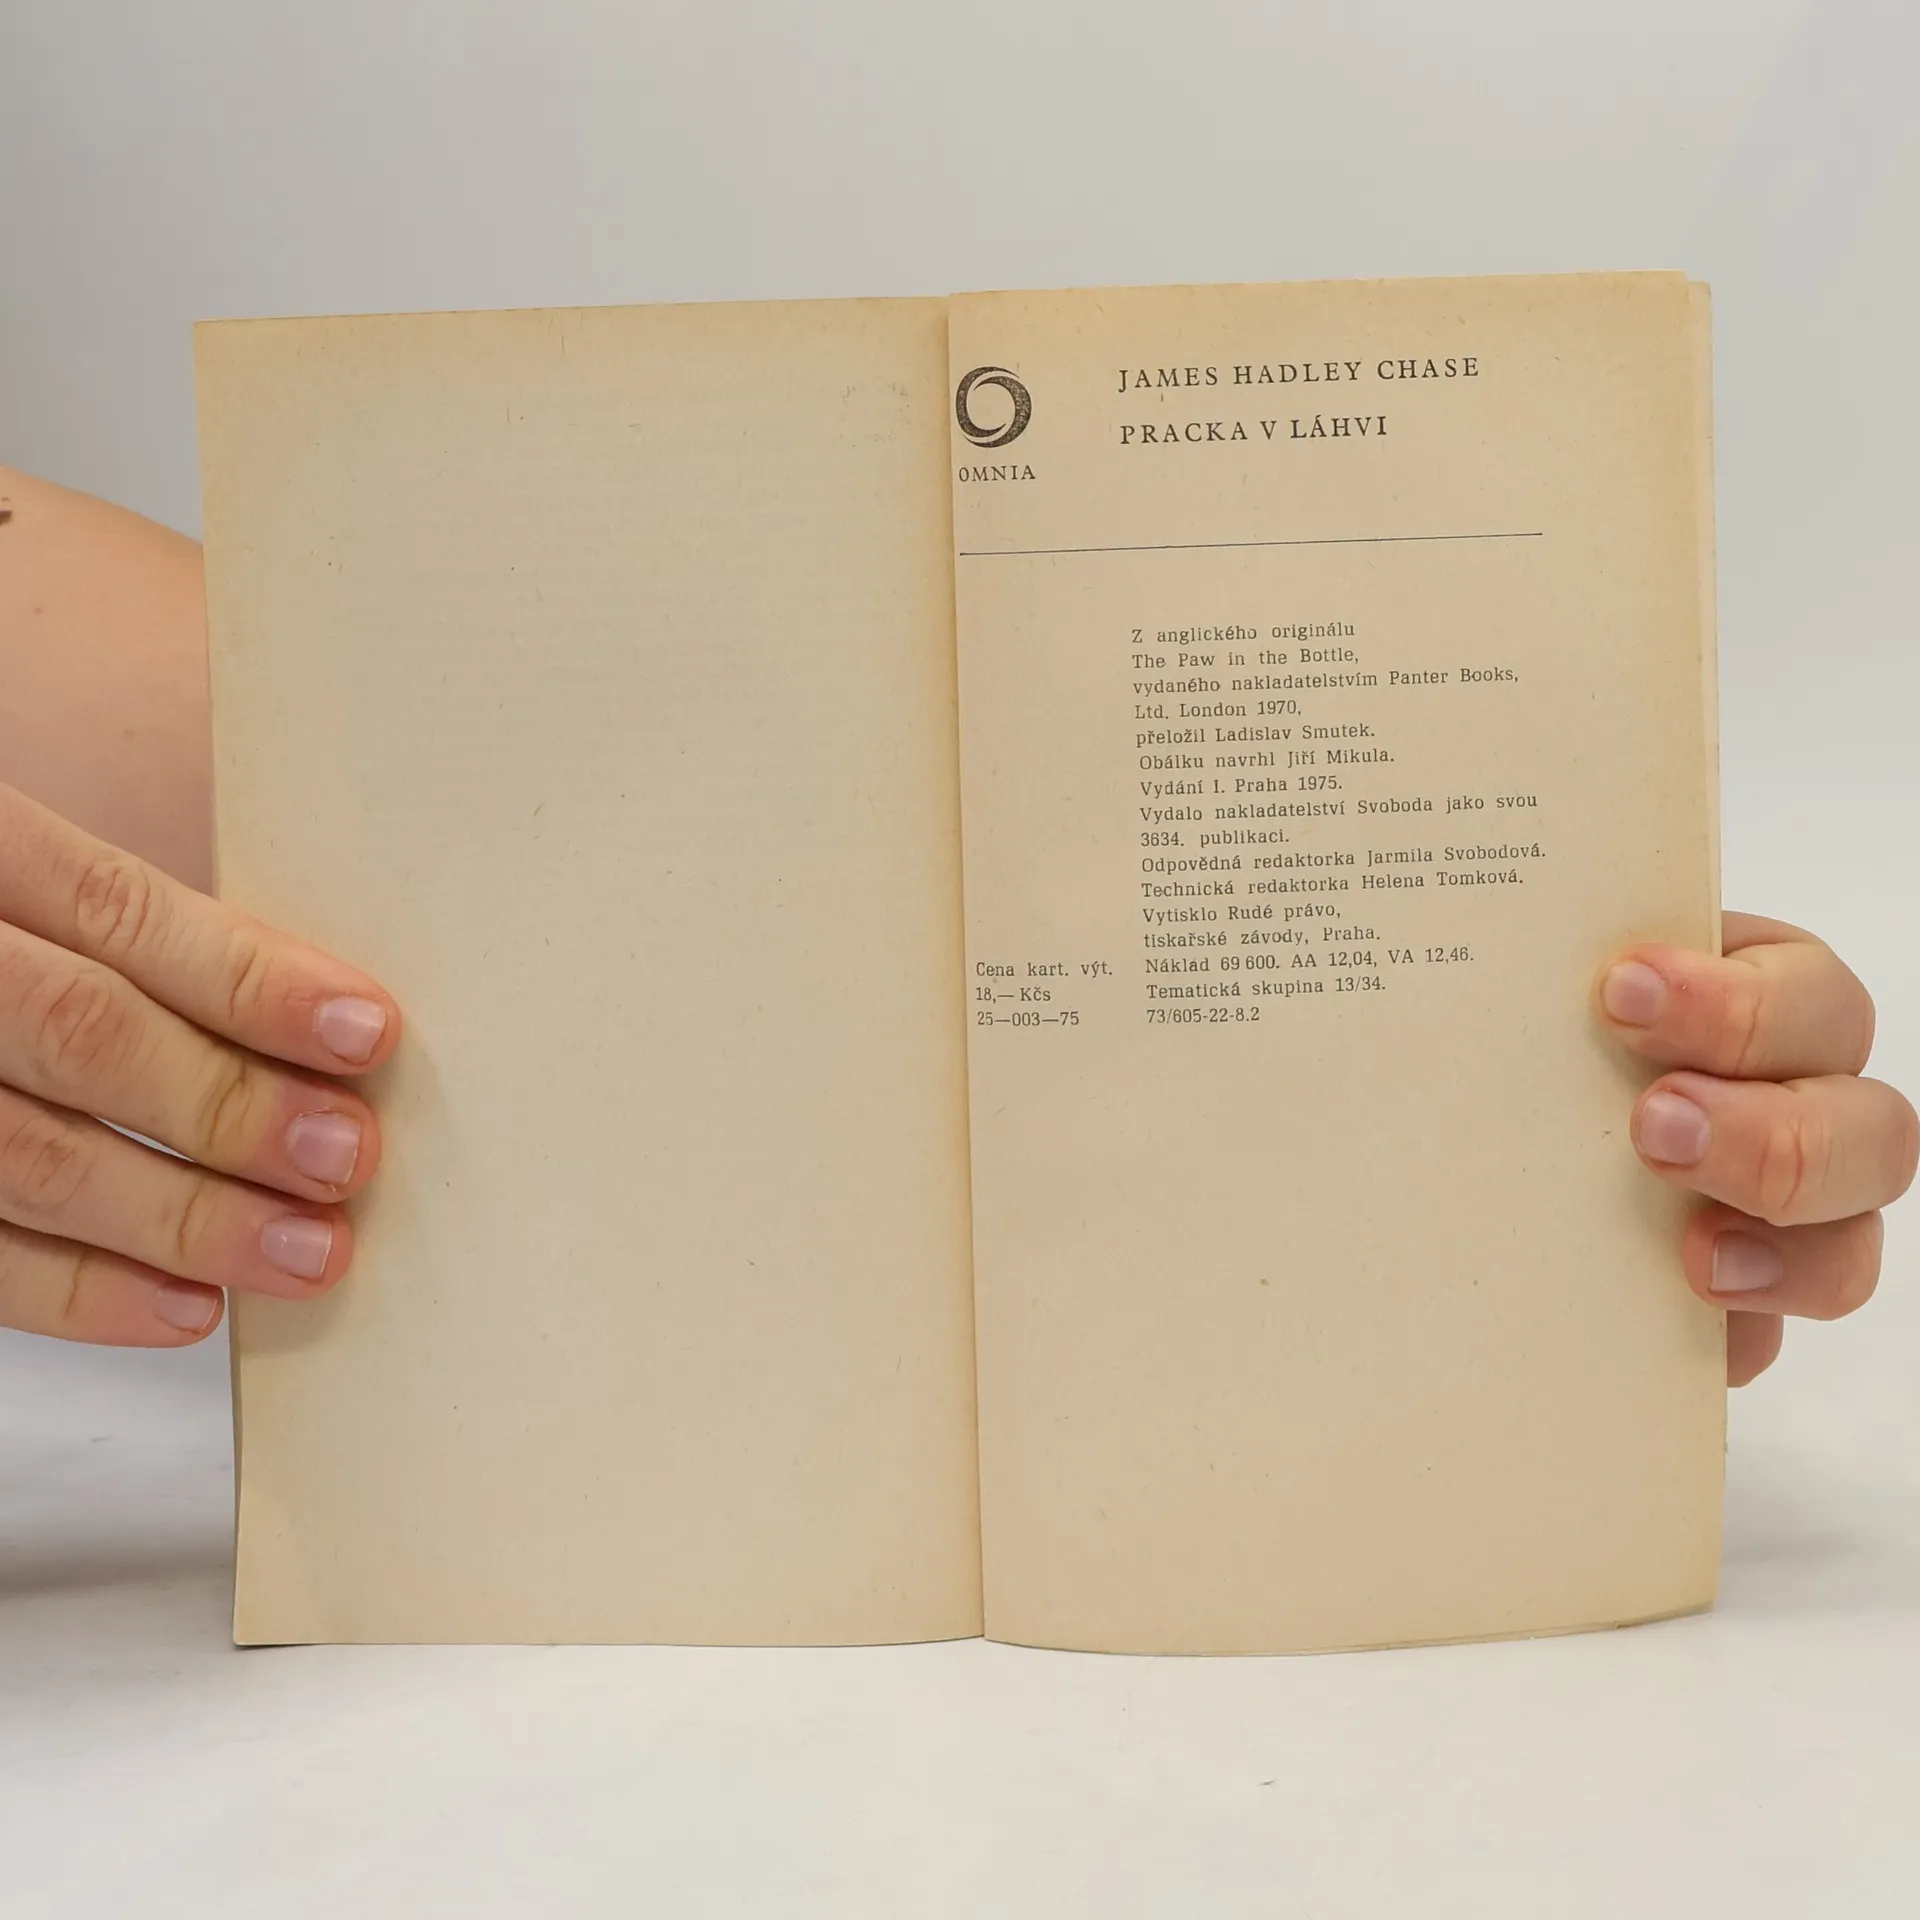 JAMES HADLEY CHASE
PRACKA V LÁHVI
OMNIA
Z anglického originálu
The Paw in the Bottle,
vydaného nakladatelstvím Panter Books,
Ltd. London 1970,
přeložil Ladislav Smutek.
Obálku navrhl Jiří Mikula.
Vydání I. Praha 1975.
Vydalo nakladatelství Svoboda jako svou
3634. publikaci.
Odpovědná redaktorka Jarmila Svobodová.
Technická redaktorka Helena Tomková.
Vytisklo Rudé právo,
tiskařské závody, Praha.
Náklad 69 600. AA 12,04, VA 12,46.
Tematická skupina 13/34.
73/605-22-8.2
Cena kart. výt.
18,— Kčs
25—003—75